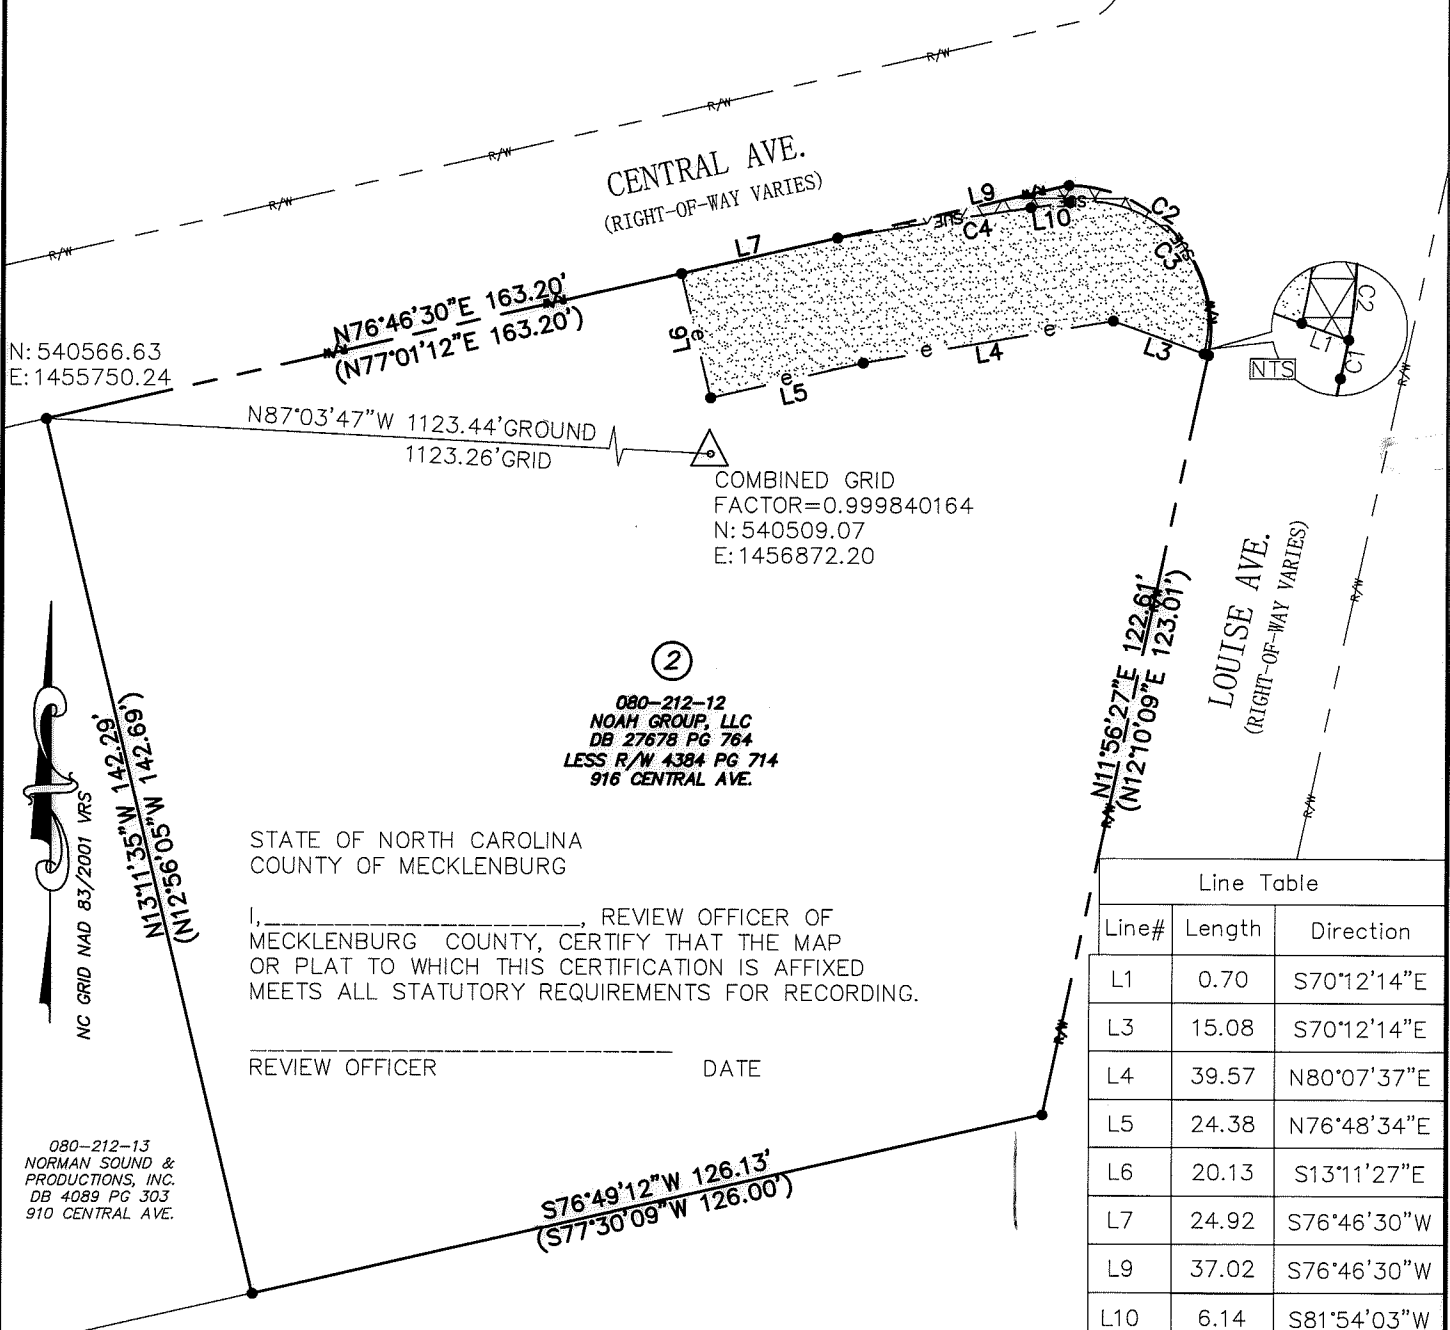 R/W
R/W
R/W
R/W
R/W
CENTRAL AVE.
(RIGHT-OF-WAY VARIES)
L9
R/W
C2
SUE
C4
L10
SUE
C3
L7
N76°46'30"E 163.20'
(N77°01'12"E 163.20')
R/W
R/W
L6
e
e
L5
e
L4
e
L3
R/W
C2
L1
C1
NTS
R/W
N: 540566.63
E: 1455750.24
N87°03'47"W 1123.44'GROUND
1123.26'GRID
COMBINED GRID
FACTOR=0.999840164
N: 540509.07
E: 1456872.20
LOUISE AVE.
(RIGHT-OF-WAY VARIES)
R/W
R/W
N11°56'27"E 122.61'
(N12°10'09"E 123.01')
R/W
R/W
R/W
2
080-212-12
NOAH GROUP, LLC
DB 27678 PG 764
LESS R/W 4384 PG 714
916 CENTRAL AVE.
N13°11'35"W 142.29'
(N12°56'05"W 142.69')
NC GRID NAD 83/2001 VRS
STATE OF NORTH CAROLINA
COUNTY OF MECKLENBURG
I,______________________, REVIEW OFFICER OF
MECKLENBURG COUNTY, CERTIFY THAT THE MAP
OR PLAT TO WHICH THIS CERTIFICATION IS AFFIXED
MEETS ALL STATUTORY REQUIREMENTS FOR RECORDING.
REVIEW OFFICER DATE
080-212-13
NORMAN SOUND &
PRODUCTIONS, INC.
DB 4089 PG 303
910 CENTRAL AVE.
S76°49'12"W 126.13'
(S77°30'09"W 126.00')
Line Table
Line# Length Direction
L1 0.70 S70°12'14"E
L3 15.08 S70°12'14"E
L4 39.57 N80°07'37"E
L5 24.38 N76°48'34"E
L6 20.13 S13°11'27"E
L7 24.92 S76°46'30"W
L9 37.02 S76°46'30"W
L10 6.14 S81°54'03"W